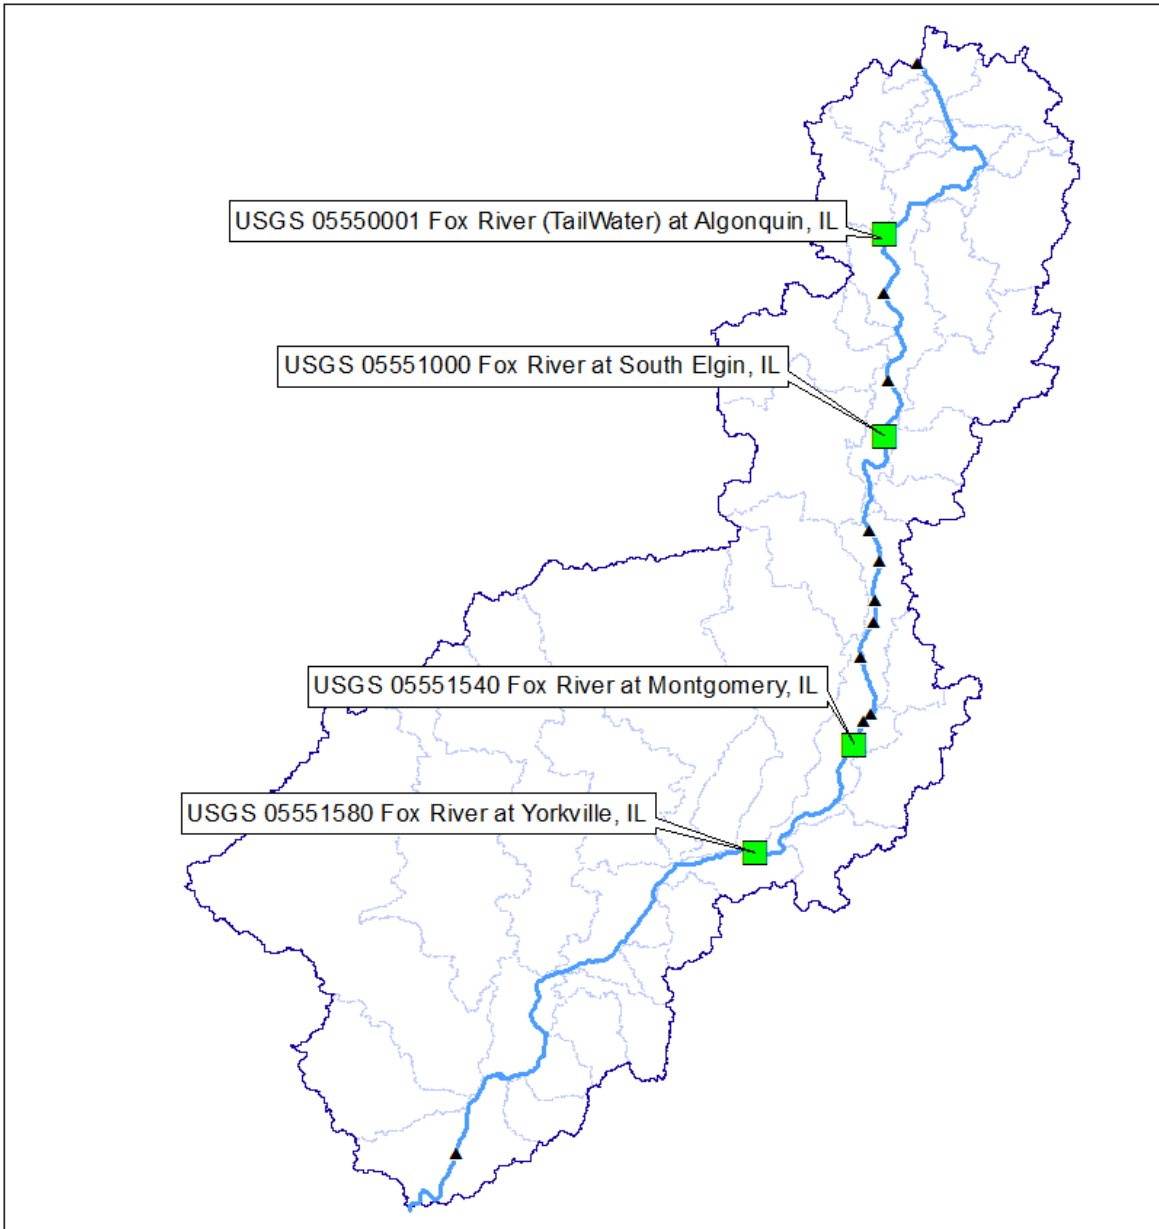 USGS 05550001 Fox River (TailWater) at Algonquin, IL
USGS 05551000 Fox River at South Elgin, IL
USGS 05551540 Fox River at Montgomery, IL
USGS 05551580 Fox River at Yorkville, IL